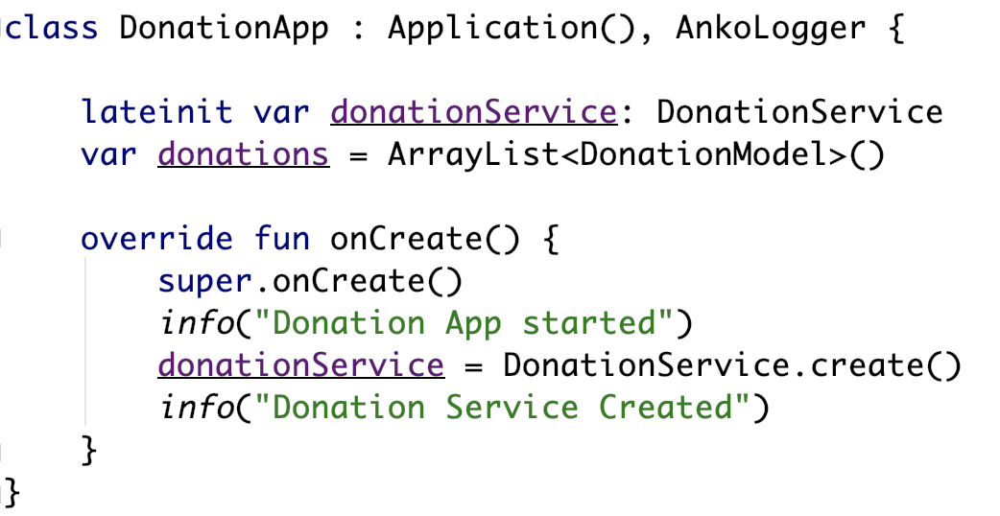 class DonationApp : Application(), AnkoLogger {
lateinit var donationService: DonationService
var donations = ArrayList<DonationModel>()
override fun onCreate() {
super.onCreate()
info("Donation App started")
donationService = DonationService.create()
info("Donation Service Created")
}
}